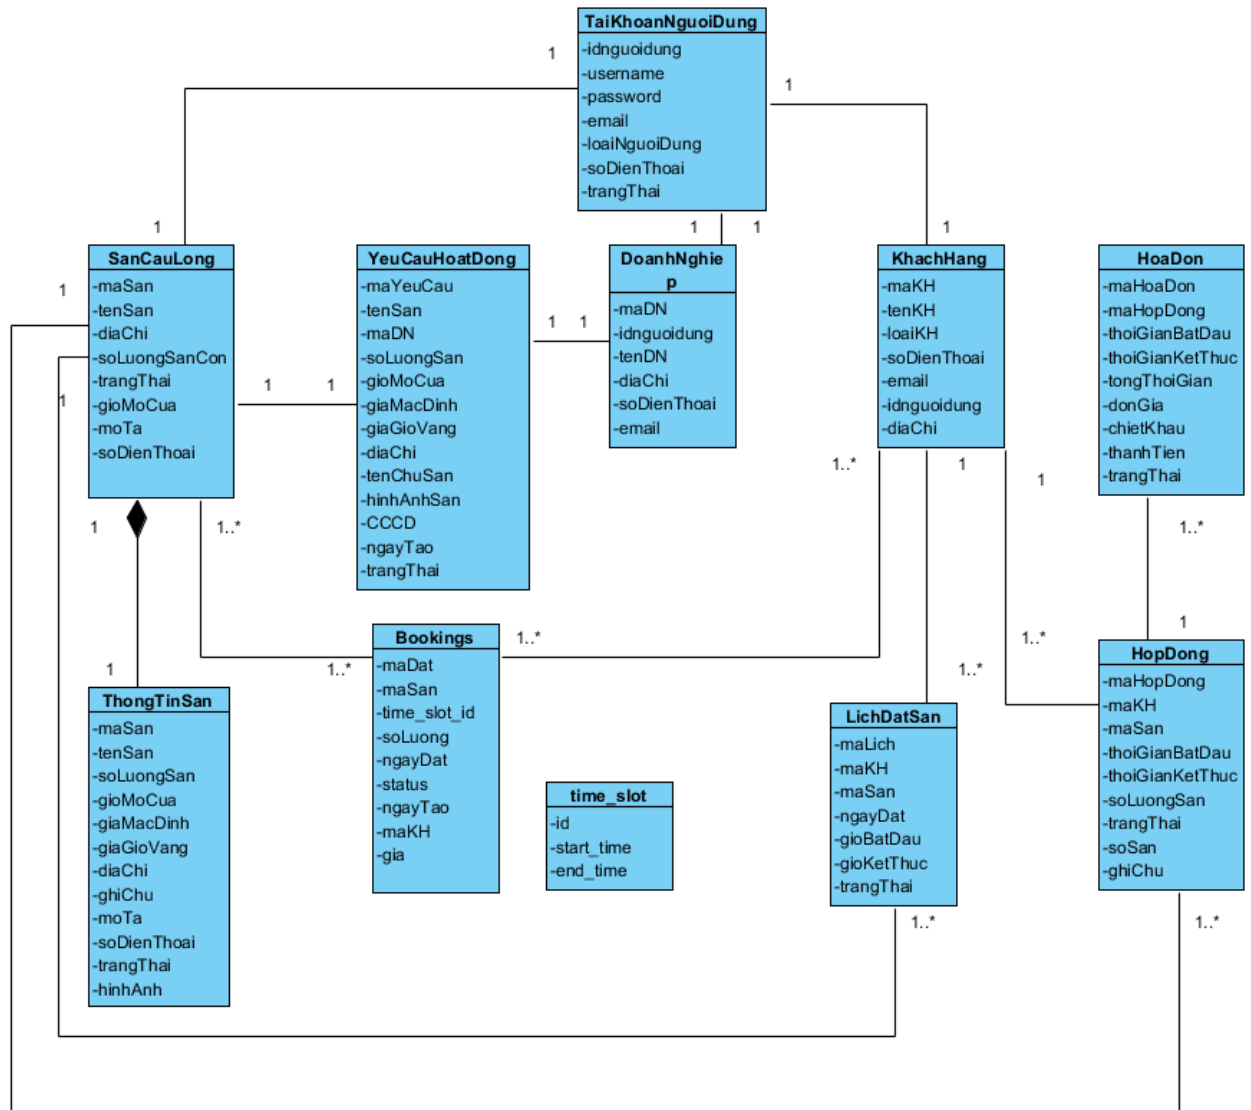 TaiKhoanNguoiDung
-idnguoidung
-username
-password
-email
-loaiNguoiDung
-soDienThoai
-trangThai
1
1
1
1
1
1
1
SanCauLong
-maSan
-tenSan
-diaChi
-soLuongSanCon
-trangThai
-gioMoCua
-moTa
-soDienThoai
YeuCauHoatDong
-maYeuCau
-tenSan
-maDN
-soLuongSan
-gioMoCua
-giaMacDinh
-giaGioVang
-diaChi
-tenChuSan
-hinhAnhSan
-CCCD
-ngayTao
-trangThai
DoanhNghie
p
-maDN
-idnguoidung
-tenDN
-diaChi
-soDienThoai
-email
KhachHang
-maKH
-tenKH
-loaiKH
-soDienThoai
-email
-idnguoidung
-diaChi
HoaDon
-maHoaDon
-maHopDong
-thoiGianBatDau
-thoiGianKetThuc
-tongThoiGian
-donGia
-chietKhau
-thanhTien
-trangThai
1
1
1
1
1
1
1..*
1..*
1
1
1..*
1
1..*
1..*
1..*
1..*
1
ThongTinSan
-maSan
-tenSan
-soLuongSan
-gioMoCua
-giaMacDinh
-giaGioVang
-diaChi
-ghiChu
-moTa
-soDienThoai
-trangThai
-hinhAnh
Bookings
-maDat
-maSan
-time_slot_id
-soLuong
-ngayDat
-status
-ngayTao
-maKH
-gia
time_slot
-id
-start_time
-end_time
LichDatSan
-maLich
-maKH
-maSan
-ngayDat
-gioBatDau
-gioKetThuc
-trangThai
HopDong
-maHopDong
-maKH
-maSan
-thoiGianBatDau
-thoiGianKetThuc
-soLuongSan
-trangThai
-soSan
-ghiChu
1..*
1..*